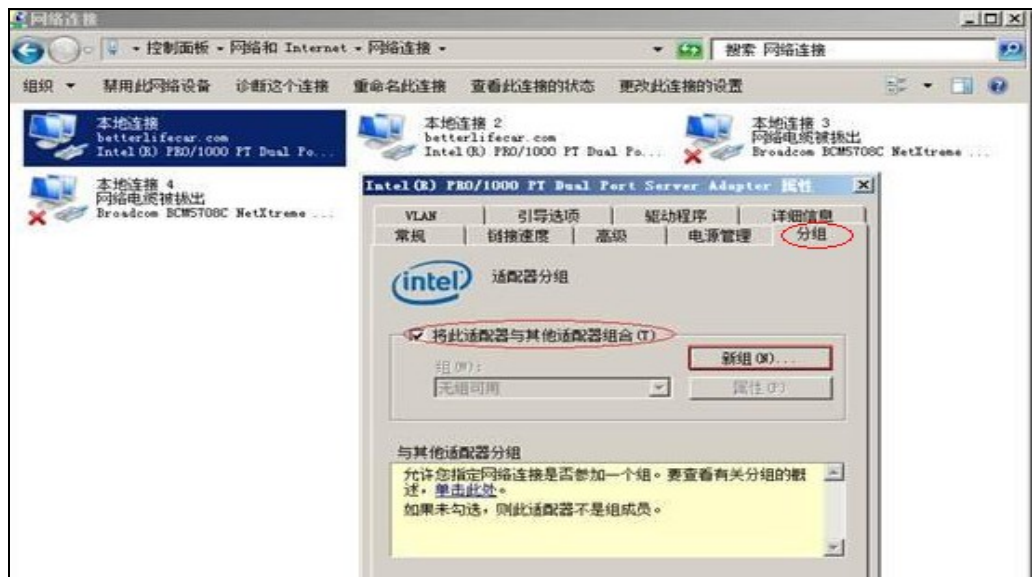 网络连接
控制面板 网络和 Internet 网络连接
搜索 网络连接
组织 禁用此网络设备 诊断这个连接 重命名此连接 查看此连接的状态 更改此连接的设置
本地连接
betterlifecar.com
Intel(R) PRO/1000 PT Dual Po...
本地连接 2
betterlifecar.com
Intel(R) PRO/1000 PT Dual Po...
本地连接 3
网络电缆被拔出
Broadcom BCM5708C NetXtreme ...
本地连接 4
网络电缆被拔出
Broadcom BCM5708C NetXtreme ...
Intel(R) PRO/1000 PT Dual Port Server Adapter 属性
VLAN 引导选项 驱动程序 详细信息
常规 链接速度 高级 电源管理 分组
intel
适配器分组
将此适配器与其他适配器组合(T)
新组(N)...
组(M):
无组可用
属性(P)
与其他适配器分组
允许您指定网络连接是否参加一个组。要查看有关分组的概
述，单击此处。
如果未勾选，则此适配器不是组成员。